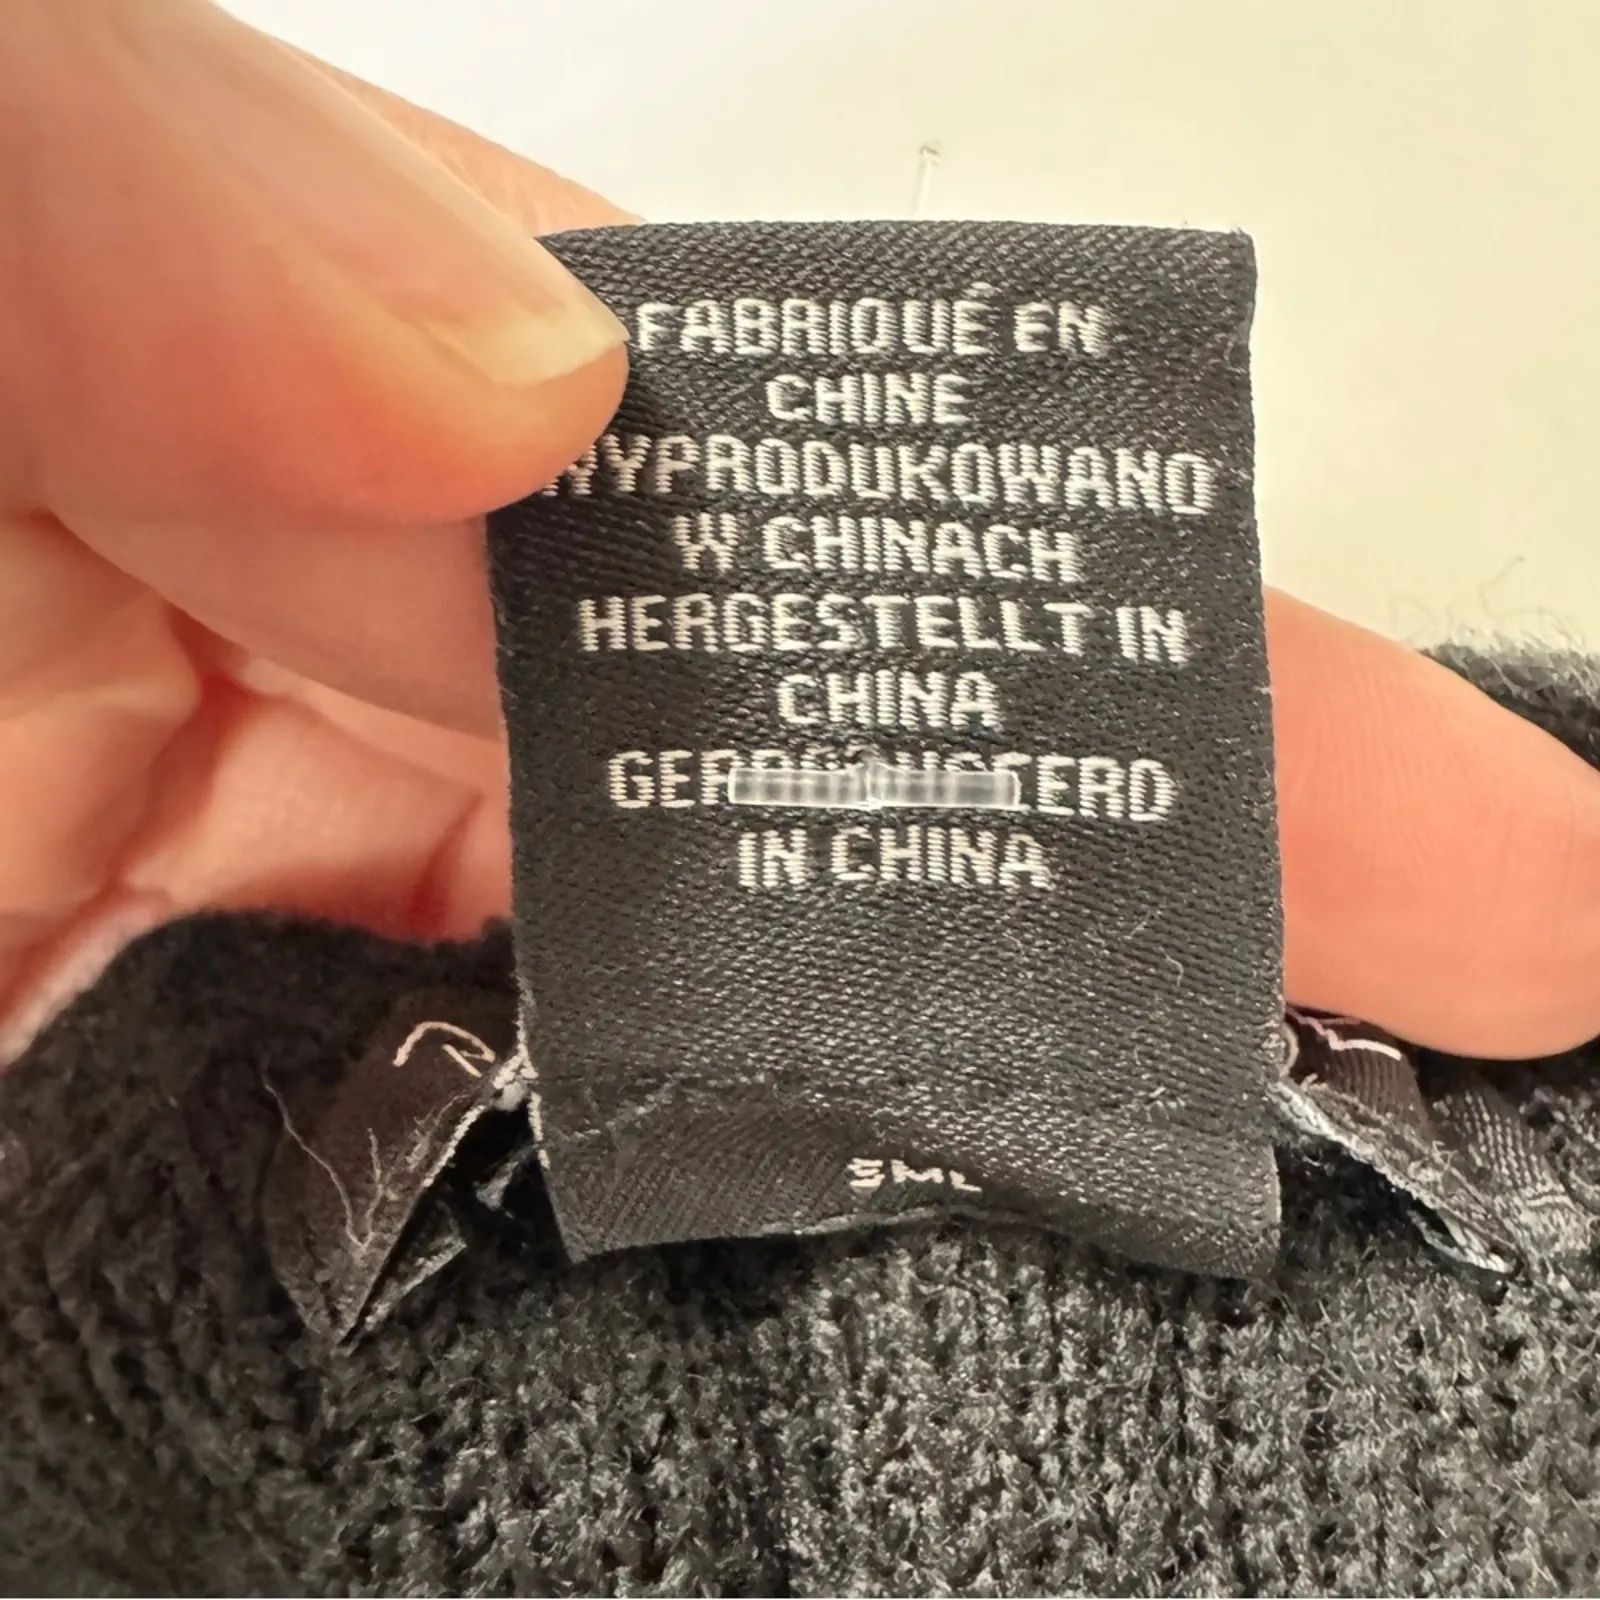 FABRIQUÉ EN
CHINE
WYPRODUKOWANO
W CHINACH
HERGESTELLT IN
CHINA
IN CHINA